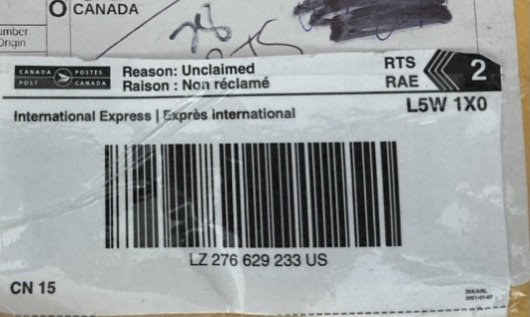 O CANADA
umber
Origin
CANADA POSTES
POST CANADA
Reason: Unclaimed
Raison : Non réclamé
RTS
RAE
2
L5W 1X0
International Express | Exprès international
LZ 276 629 233 US
CN 15